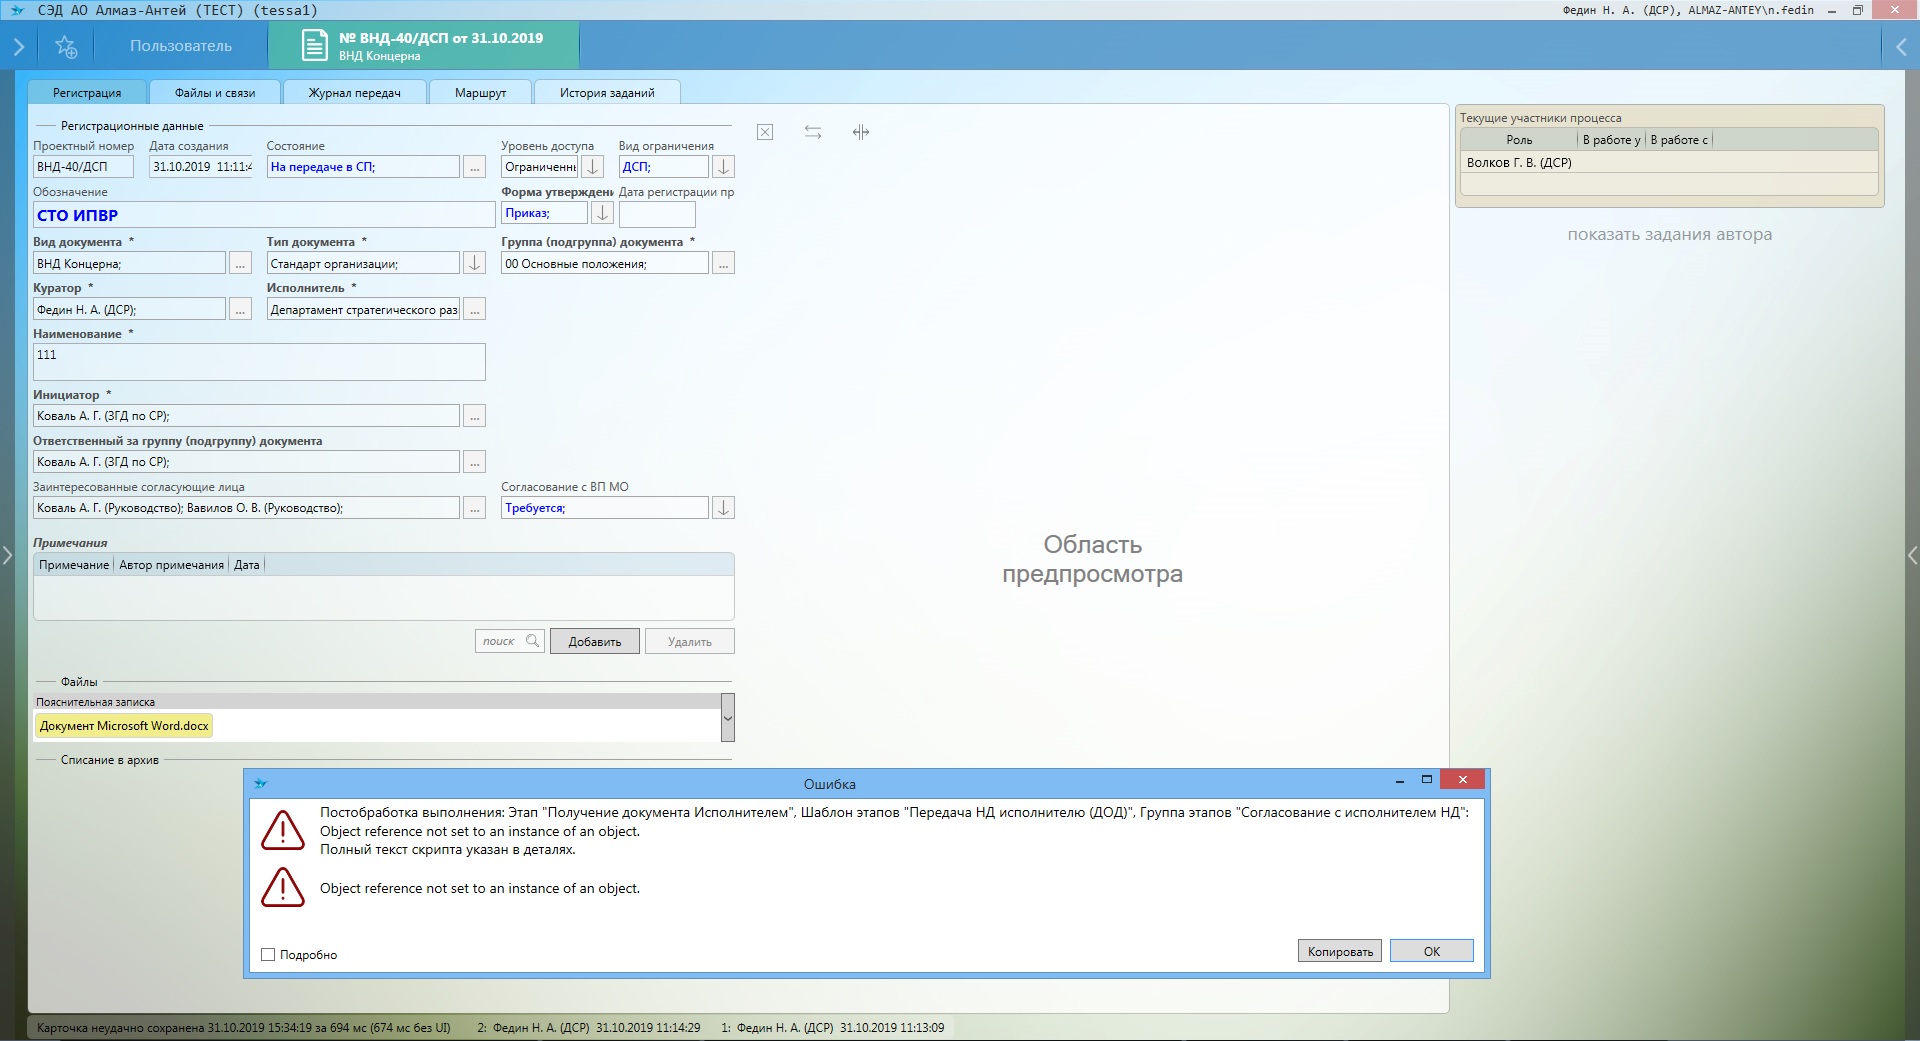 СЭД АО Алмаз-Антей (ТЕСТ) (tessa1)
Федин Н. А. (ДСР), ALMAZ-ANTEY\n.fedin
Пользователь
№ ВНД-40/ДСП от 31.10.2019
ВНД Концерна
Регистрация
Файлы и связи
Журнал передач
Маршрут
История заданий
Регистрационные данные
Проектный номер
Дата создания
Состояние
Уровень доступа
Вид ограничения
ВНД-40/ДСП
31.10.2019 11:11:4
На передаче в СП;
...
Ограниченн
ДСП;
Обозначение
Форма утверждени
Дата регистрации пр
СТО ИПВР
Приказ;
Вид документа *
Тип документа *
Группа (подгруппа) документа *
ВНД Концерна;
...
Стандарт организации;
00 Основные положения;
...
Куратор *
Исполнитель *
Федин Н. А. (ДСР);
...
Департамент стратегического раз
...
Наименование *
111
Инициатор *
Коваль А. Г. (ЗГД по СР);
...
Ответственный за группу (подгруппу) документа
Коваль А. Г. (ЗГД по СР);
...
Заинтересованные согласующие лица
Согласование с ВП МО
Коваль А. Г. (Руководство); Вавилов О. В. (Руководство);
...
Требуется;
Примечания
Примечание
Автор примечания
Дата
поиск
Добавить
Удалить
Файлы
Пояснительная записка
Документ Microsoft Word.docx
Списание в архив
Область
предпросмотра
Текущие участники процесса
Роль
В работе у
В работе с
Волков Г. В. (ДСР)
показать задания автора
Ошибка
Постобработка выполнения: Этап "Получение документа Исполнителем", Шаблон этапов "Передача НД исполнителю (ДОД)", Группа этапов "Согласование с исполнителем НД":
Object reference not set to an instance of an object.
Полный текст скрипта указан в деталях.
Object reference not set to an instance of an object.
Подробно
Копировать
ОК
Карточка неудачно сохранена 31.10.2019 15:34:19 за 694 мс (674 мс без UI)
2: Федин Н. А. (ДСР) 31.10.2019 11:14:29
1: Федин Н. А. (ДСР) 31.10.2019 11:13:09